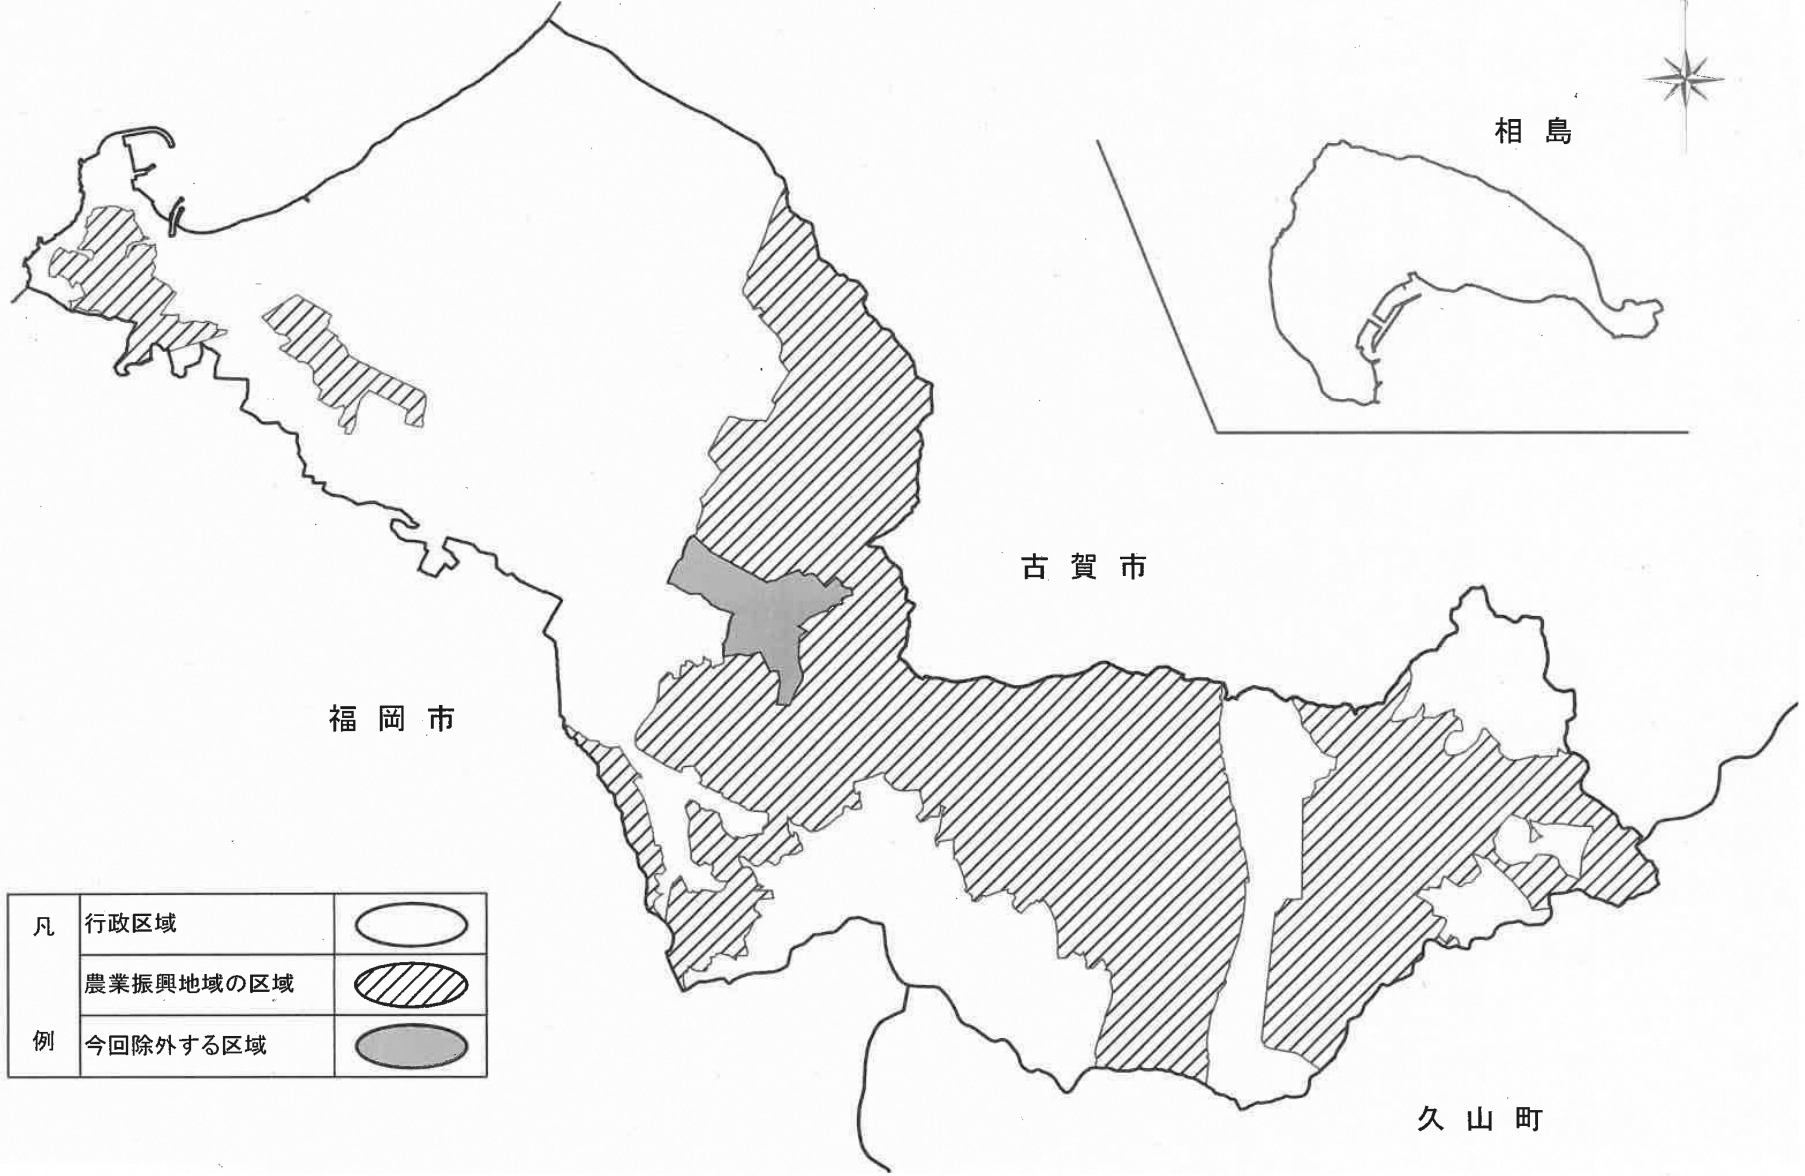 相島
古賀市
福岡市
凡例
行政区域
農業振興地域の区域
今回除外する区域
久山町